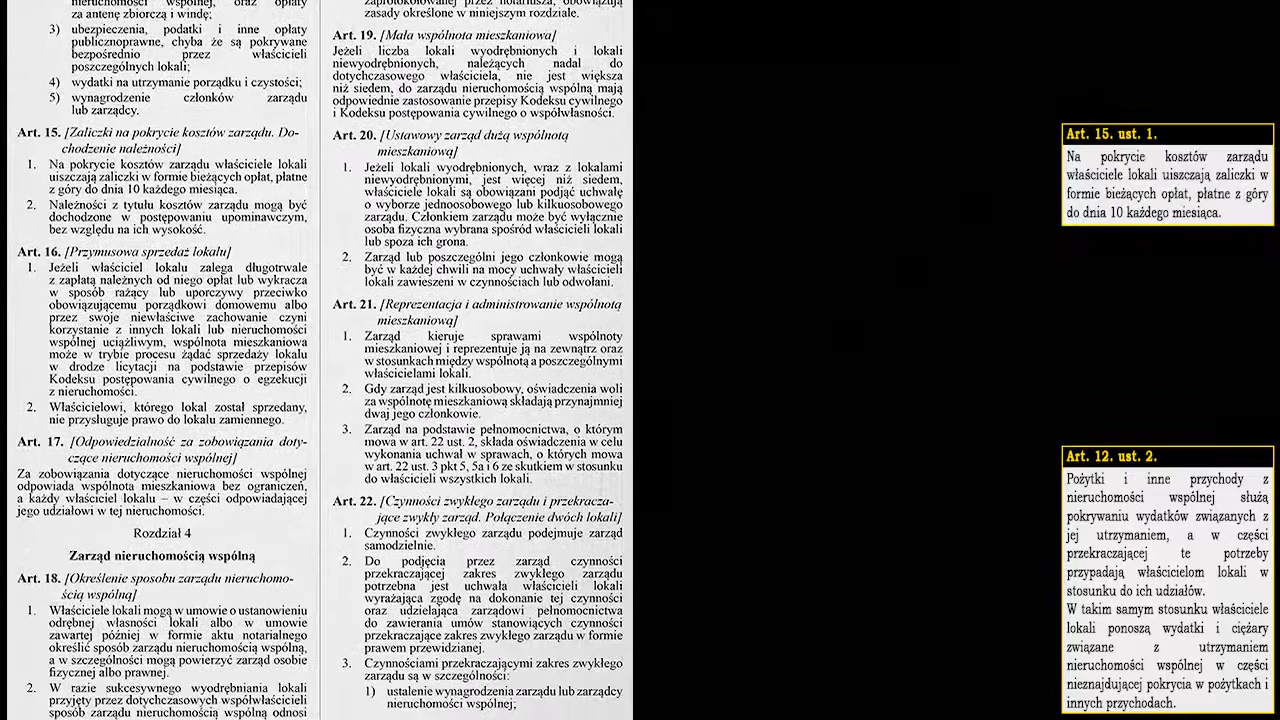 nieruchomości wspólnej, oraz opłaty
za antenę zbiorczą i windę;
3) ubezpieczenia, podatki i inne opłaty
publicznoprawne, chyba że są pokrywane
bezpośrednio przez właścicieli
poszczególnych lokali;
4) wydatki na utrzymanie porządku i czystości;
5) wynagrodzenie członków zarządu
lub zarządcy.
Art. 15. [Zaliczki na pokrycie kosztów zarządu. Do-
chodzenie należności]
1. Na pokrycie kosztów zarządu właściciele lokali
uiszczają zaliczki w formie bieżących opłat, płatne
z góry do dnia 10 każdego miesiąca.
2. Należności z tytułu kosztów zarządu mogą być
dochodzone w postępowaniu upominawczym,
bez względu na ich wysokość.
Art. 16. [Przymusowa sprzedaż lokalu]
1. Jeżeli właściciel lokalu zalega długotrwale
z zapłatą należnych od niego opłat lub wykracza
w sposób rażący lub uporczywy przeciwko
obowiązującemu porządkowi domowemu albo
przez swoje niewłaściwe zachowanie czyni
korzystanie z innych lokali lub nieruchomości
wspólnej uciążliwym, wspólnota mieszkaniowa
może w trybie procesu żądać sprzedaży lokalu
w drodze licytacji na podstawie przepisów
Kodeksu postępowania cywilnego o egzekucji
z nieruchomości.
2. Właścicielowi, którego lokal został sprzedany,
nie przysługuje prawo do lokalu zamiennego.
Art. 17. [Odpowiedzialność za zobowiązania doty-
czące nieruchomości wspólnej]
Za zobowiązania dotyczące nieruchomości wspólnej
odpowiada wspólnota mieszkaniowa bez ograniczeń,
a każdy właściciel lokalu – w części odpowiadającej
jego udziałowi w tej nieruchomości.
Rozdział 4
Zarząd nieruchomością wspólną
Art. 18. [Określenie sposobu zarządu nieruchomo-
ścią wspólną]
1. Właściciele lokali mogą w umowie o ustanowieniu
odrębnej własności lokali albo w umowie
zawartej później w formie aktu notarialnego
określić sposób zarządu nieruchomością wspólną,
a w szczególności mogą powierzyć zarząd osobie
fizycznej albo prawnej.
2. W razie sukcesywnego wyodrębniania lokali
przyjęty przez dotychczasowych współwłaścicieli
sposób zarządu nieruchomością wspólną odnosi
zaprotokołowanej przez notariusza, obowiązują
zasady określone w niniejszym rozdziale.
Art. 19. [Mała wspólnota mieszkaniowa]
Jeżeli liczba lokali wyodrębnionych i lokali
niewyodrębnionych, należących nadal do
dotychczasowego właściciela, nie jest większa
niż siedem, do zarządu nieruchomością wspólną mają
odpowiednie zastosowanie przepisy Kodeksu cywilnego
i Kodeksu postępowania cywilnego o współwłasności.
Art. 20. [Ustawowy zarząd dużą wspólnotą
mieszkaniową]
1. Jeżeli lokali wyodrębnionych, wraz z lokalami
niewyodrębnionymi, jest więcej niż siedem,
właściciele lokali są obowiązani podjąć uchwałę
o wyborze jednoosobowego lub kilkuosobowego
zarządu. Członkiem zarządu może być wyłącznie
osoba fizyczna wybrana spośród właścicieli lokali
lub spoza ich grona.
2. Zarząd lub poszczególni jego członkowie mogą
być w każdej chwili na mocy uchwały właścicieli
lokali zawieszeni w czynnościach lub odwołani.
Art. 21. [Reprezentacja i administrowanie wspólnotą
mieszkaniową]
1. Zarząd kieruje sprawami wspólnoty
mieszkaniowej i reprezentuje ją na zewnątrz oraz
w stosunkach między wspólnotą a poszczególnymi
właścicielami lokali.
2. Gdy zarząd jest kilkuosobowy, oświadczenia woli
za wspólnotę mieszkaniową składają przynajmniej
dwaj jego członkowie.
3. Zarząd na podstawie pełnomocnictwa, o którym
mowa w art. 22 ust. 2, składa oświadczenia w celu
wykonania uchwał w sprawach, o których mowa
w art. 22 ust. 3 pkt 5, 5a i 6 ze skutkiem w stosunku
do właścicieli wszystkich lokali.
Art. 22. [Czynności zwykłego zarządu i przekracza-
jące zwykły zarząd. Połączenie dwóch lokali]
1. Czynności zwykłego zarządu podejmuje zarząd
samodzielnie.
2. Do podjęcia przez zarząd czynności
przekraczającej zakres zwykłego zarządu
potrzebna jest uchwała właścicieli lokali
wyrażająca zgodę na dokonanie tej czynności
oraz udzielająca zarządowi pełnomocnictwa
do zawierania umów stanowiących czynności
przekraczające zakres zwykłego zarządu w formie
prawem przewidzianej.
3. Czynnościami przekraczającymi zakres zwykłego
zarządu są w szczególności:
1) ustalenie wynagrodzenia zarządu lub zarządcy
nieruchomości wspólnej;
Art. 15. ust. 1.
Na pokrycie kosztów zarządu
właściciele lokali uiszczają zaliczki w
formie bieżących opłat, płatne z góry
do dnia 10 każdego miesiąca.
Art. 12. ust. 2.
Pożytki i inne przychody z
nieruchomości wspólnej służą
pokrywaniu wydatków związanych z
jej utrzymaniem, a w części
przekraczającej te potrzeby
przypadają właścicielom lokali w
stosunku do ich udziałów.
W takim samym stosunku właściciele
lokali ponoszą wydatki i ciężary
związane z utrzymaniem
nieruchomości wspólnej w części
nieznajdującej pokrycia w pożytkach i
innych przychodach.